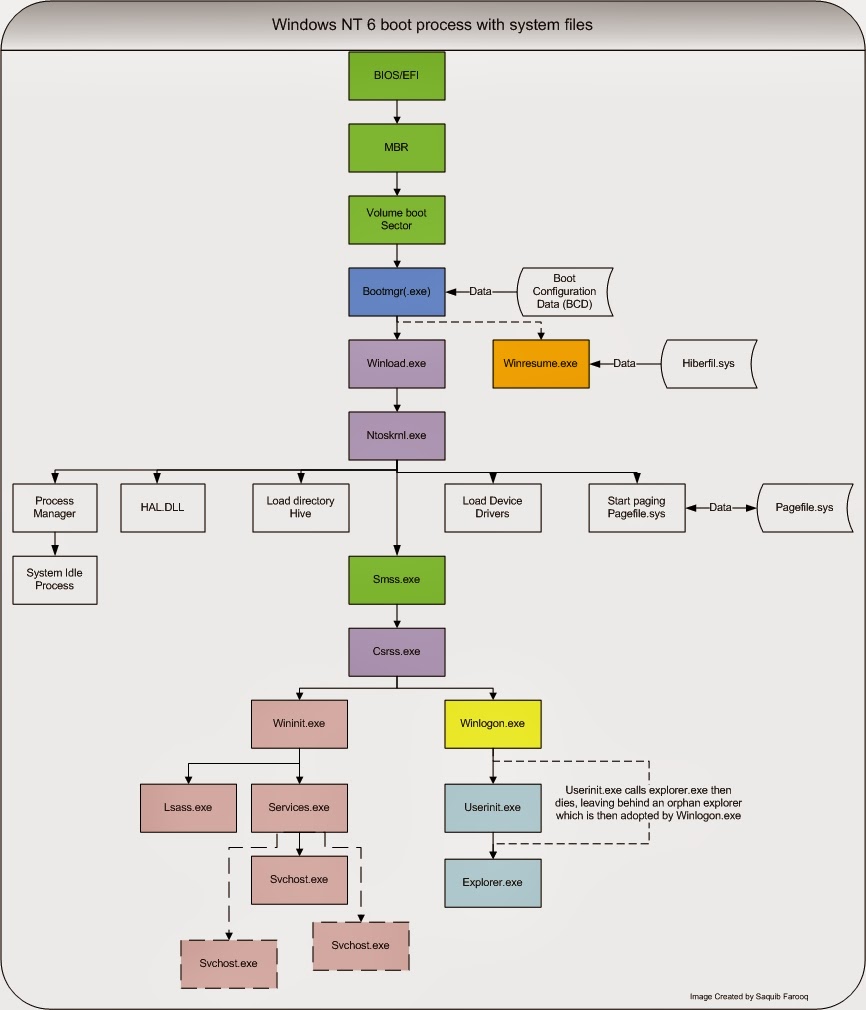 Windows NT 6 boot process with system files
BIOS/EFI
MBR
Volume boot
Sector
Bootmgr(.exe)
Data
Boot
Configuration
Data (BCD)
Winload.exe
Winresume.exe
Data
Hiberfil.sys
Ntoskrnl.exe
Process
Manager
HAL.DLL
Load directory
Hive
Load Device
Drivers
Start paging
Pagefile.sys
Data
Pagefile.sys
System Idle
Process
Smss.exe
Csrss.exe
Wininit.exe
Winlogon.exe
Lsass.exe
Services.exe
Userinit.exe
Userinit.exe calls explorer.exe then
dies, leaving behind an orphan explorer
which is then adopted by Winlogon.exe
Svchost.exe
Explorer.exe
Svchost.exe
Svchost.exe
Image Created by Saquib Farooq